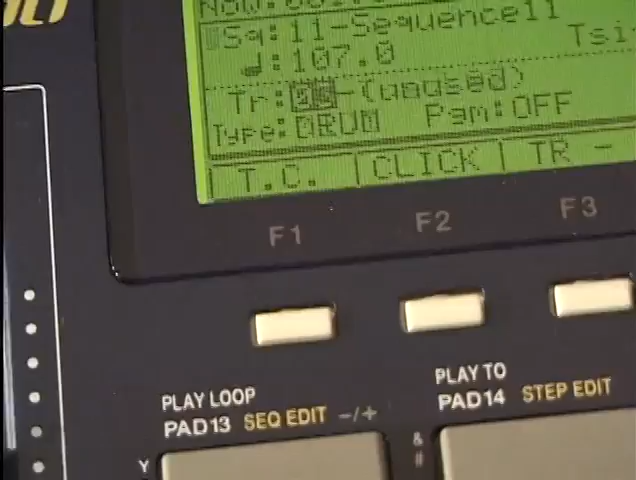 Sq:11-Sequence11
Tsi
♩:107.0
Tr: -(unused)
Type:DRUM Pgm:OFF
T.C. CLICK TR -
F1 F2 F3
PLAY LOOP
PAD13 SEQ EDIT -/+
PLAY TO
PAD14 STEP EDIT
Y
&
#